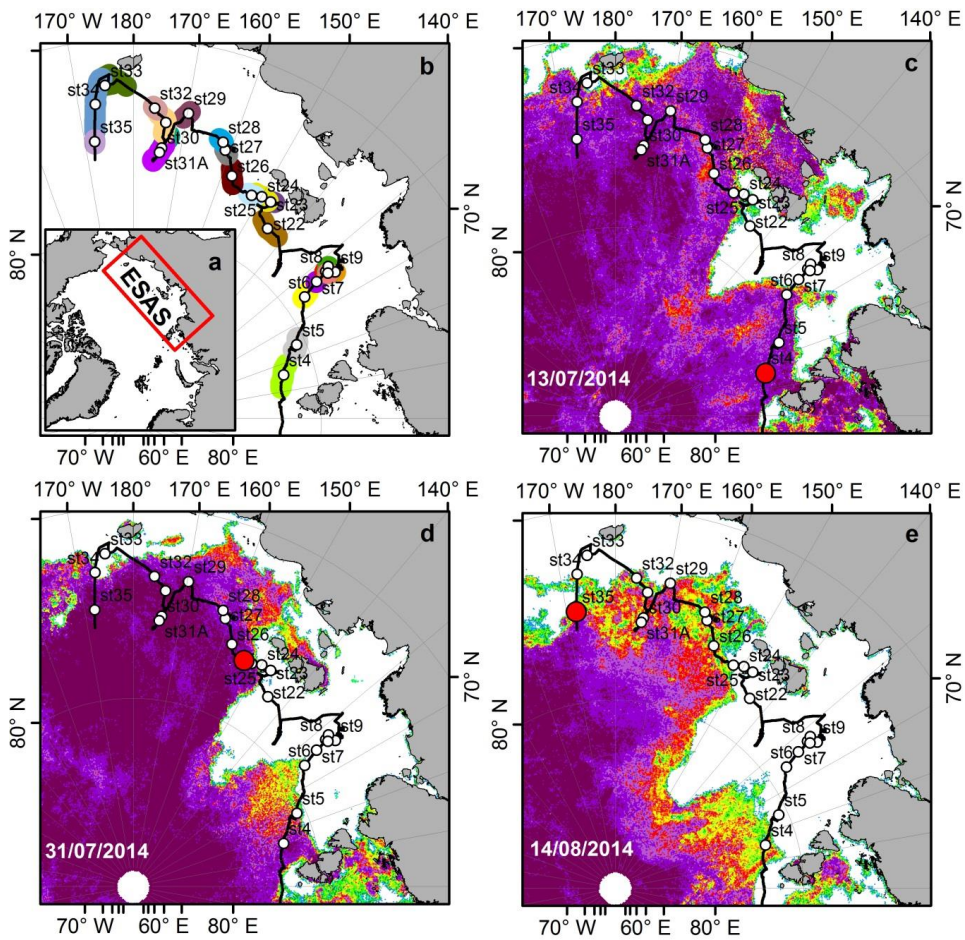 170° W 180° 170° E 160° E 150° E 140° E
b
st33
st34
st32 st29
st35
st30 st28
st27
st31A
st26
st24
st25 st23
st22
st8 st9
st6
st7
st5
st4
a
ESAS
80° N
70° N
70° W 60° E 80° E
170° W 180° 170° E 160° E 150° E 140° E
c
st33
st34
st32 st29
st35
st30 st28
st27
st31A
st26
st24
st25 st23
st22
st8 st9
st6
st7
st5
st4
13/07/2014
80° N
70° N
70° W 60° E 80° E
170° W 180° 170° E 160° E 150° E 140° E
d
st33
st34
st32 st29
st35
st30 st28
st27
st31A
st26
st24
st25 st23
st22
st8 st9
st6
st7
st5
st4
31/07/2014
80° N
70° N
70° W 60° E 80° E
170° W 180° 170° E 160° E 150° E 140° E
e
st33
st34
st32 st29
st35
st30 st28
st27
st31A
st26
st24
st25 st23
st22
st8 st9
st6
st7
st5
st4
14/08/2014
80° N
70° N
70° W 60° E 80° E